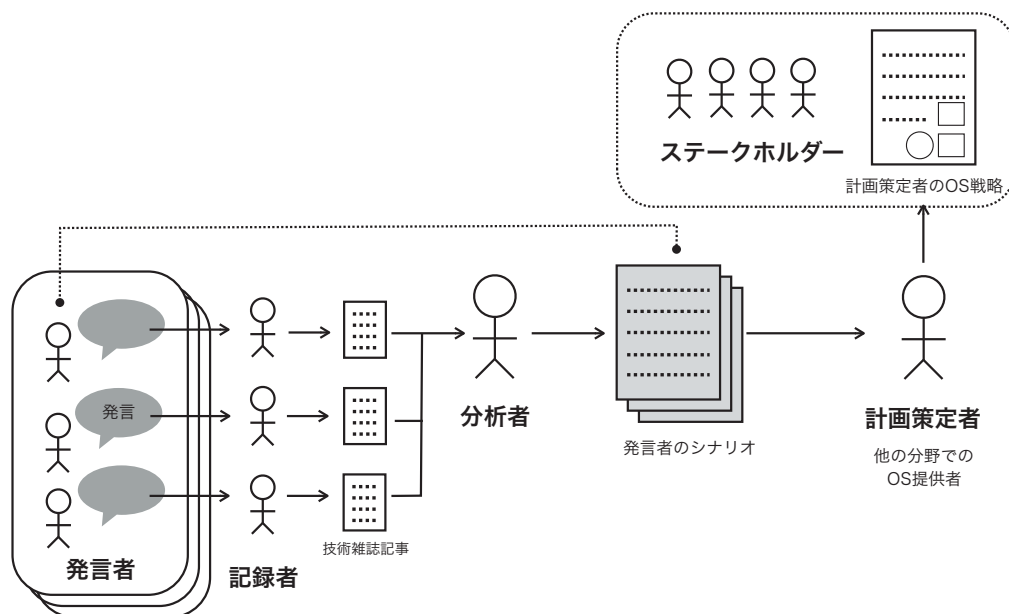 ステークホルダー
計画策定者のOS戦略
発言
発言者
記録者
技術雑誌記事
分析者
発言者のシナリオ
計画策定者
他の分野での
OS提供者